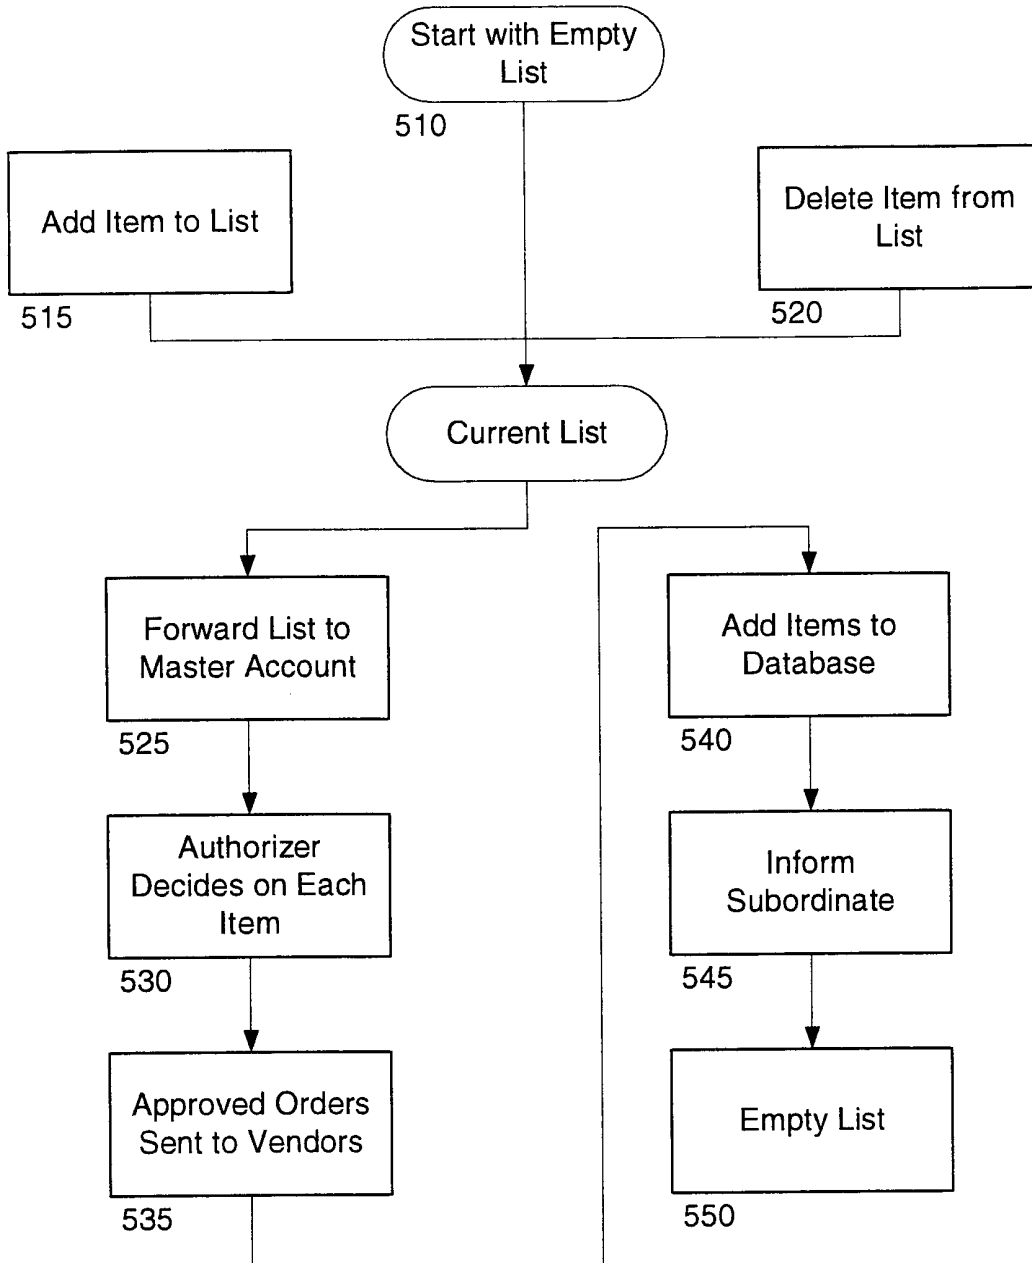 Start with Empty
List
510
Add Item to List
515
Delete Item from
List
520
Current List
Forward List to
Master Account
525
Authorizer
Decides on Each
Item
530
Approved Orders
Sent to Vendors
535
Add Items to
Database
540
Inform
Subordinate
545
Empty List
550